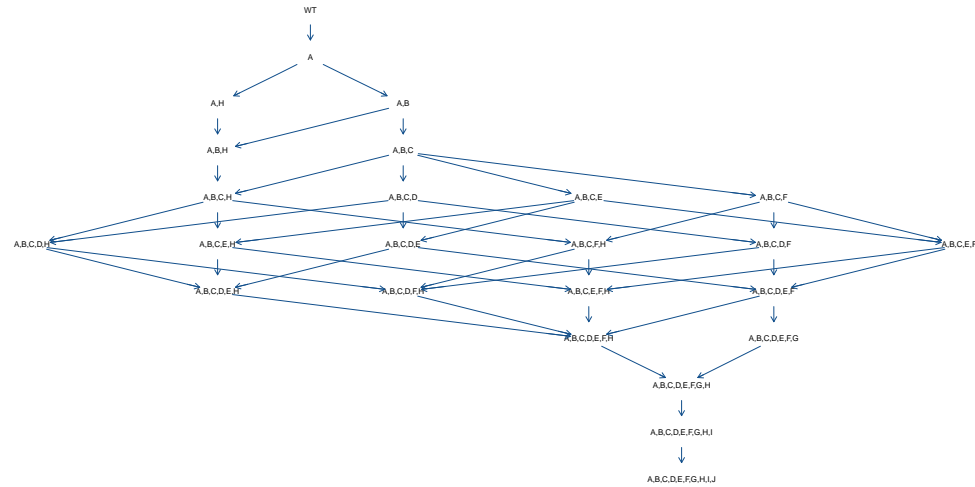 WT
A
A,H
A,B
A,B,H
A,B,C
A,B,C,H
A,B,C,D
A,B,C,E
A,B,C,F
A,B,C,D,H
A,B,C,E,H
A,B,C,D,E
A,B,C,F,H
A,B,C,D,F
A,B,C,E,F
A,B,C,D,E,H
A,B,C,D,F,H
A,B,C,E,F,H
A,B,C,D,E,F
A,B,C,D,E,F,H
A,B,C,D,E,F,G
A,B,C,D,E,F,G,H
A,B,C,D,E,F,G,H,I
A,B,C,D,E,F,G,H,I,J